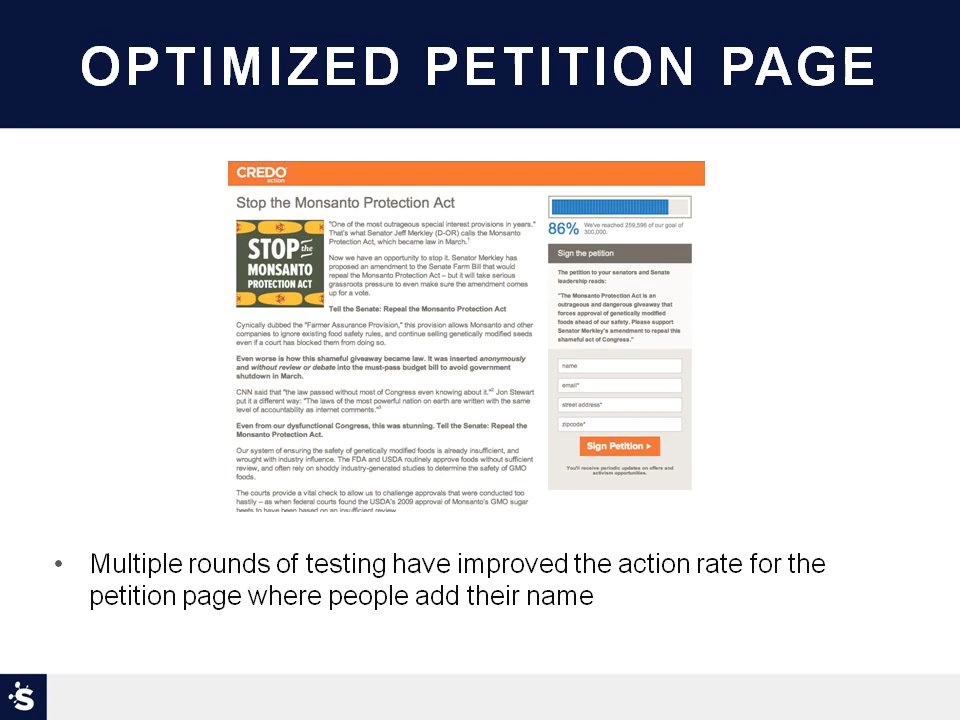 OPTIMIZED PETITION PAGE
CREDO
action
Stop the Monsanto Protection Act
STOP the
MONSANTO
PROTECTION ACT
"One of the most outrageous special interest provisions in years."
That's what Senator Jeff Merkley (D-OR) calls the Monsanto
Protection Act, which became law in March.1
Now we have an opportunity to stop it. Senator Merkley has
proposed an amendment to the Senate Farm Bill that would
repeal the Monsanto Protection Act – but it will take serious
grassroots pressure to even make sure the amendment comes
up for a vote.
Tell the Senate: Repeal the Monsanto Protection Act
Cynically dubbed the "Farmer Assurance Provision," this provision allows Monsanto and other
companies to ignore existing food safety rules, and continue selling genetically modified seeds
even if a court has blocked them from doing so.
Even worse is how this shameful giveaway became law. It was inserted anonymously
and without review or debate into the must-pass budget bill to avoid government
shutdown in March.
CNN said that "the law passed without most of Congress even knowing about it."2 Jon Stewart
put it a different way: "The laws of the most powerful nation on earth are written with the same
level of accountability as internet comments."3
Even from our dysfunctional Congress, this was stunning. Tell the Senate: Repeal the
Monsanto Protection Act.
Our system of ensuring the safety of genetically modified foods is already insufficient, and
wrought with industry influence. The FDA and USDA routinely approve foods without sufficient
review, and often rely on shoddy industry-generated studies to determine the safety of GMO
foods.
The courts provide a vital check to allow us to challenge approvals that were conducted too
hastily – as when federal courts found the USDA's 2009 approval of Monsanto's GMO sugar
beets to have been based on an insufficient review.
86% We've reached 259,596 of our goal of
300,000.
Sign the petition
The petition to your senators and Senate
leadership reads:
"The Monsanto Protection Act is an
outrageous and dangerous giveaway that
forces approval of genetically modified
foods ahead of our safety. Please support
Senator Merkley's amendment to repeal this
shameful act of Congress."
name
email*
street address*
zipcode*
Sign Petition ▸
You'll receive periodic updates on offers and
activism opportunities.
• Multiple rounds of testing have improved the action rate for the
petition page where people add their name
S